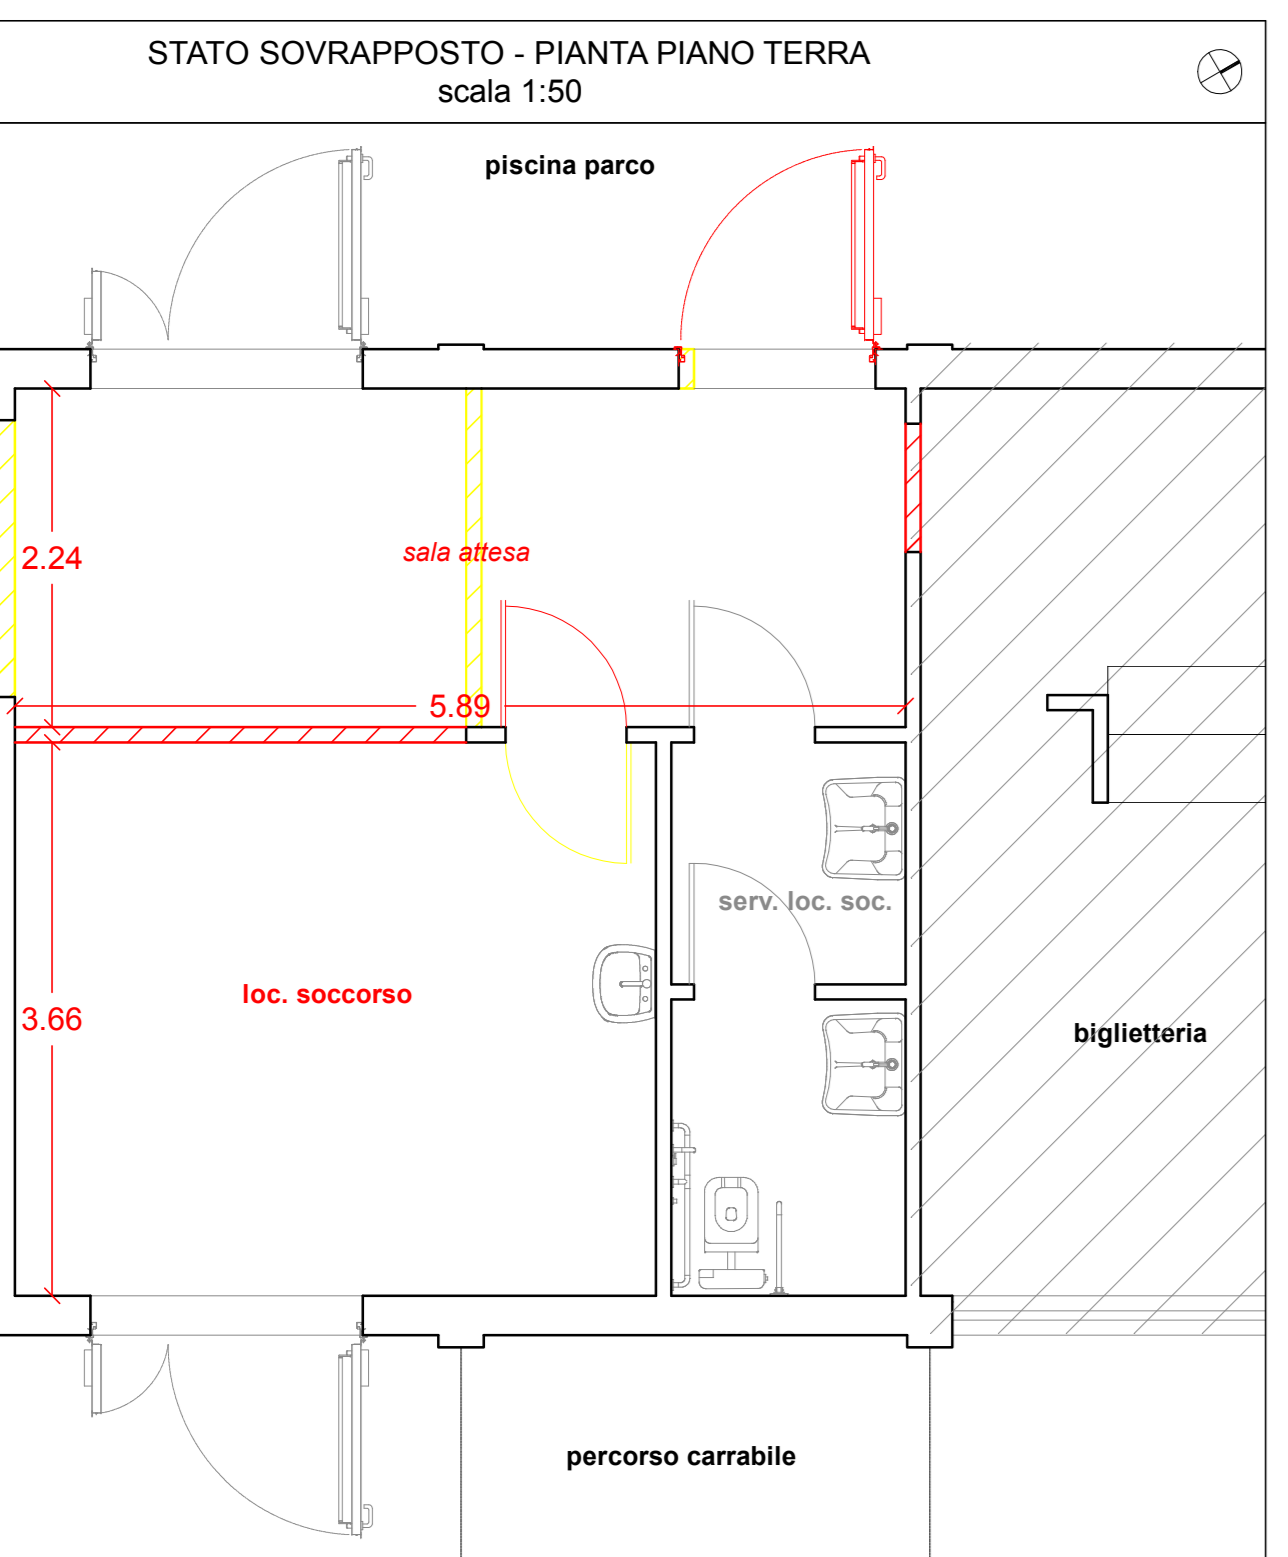 STATO SOVRAPPOSTO - PIANTA PIANO TERRA
scala 1:50
piscina parco
2.24
sala attesa
5.89
serv. loc. soc.
loc. soccorso
3.66
biglietteria
percorso carrabile